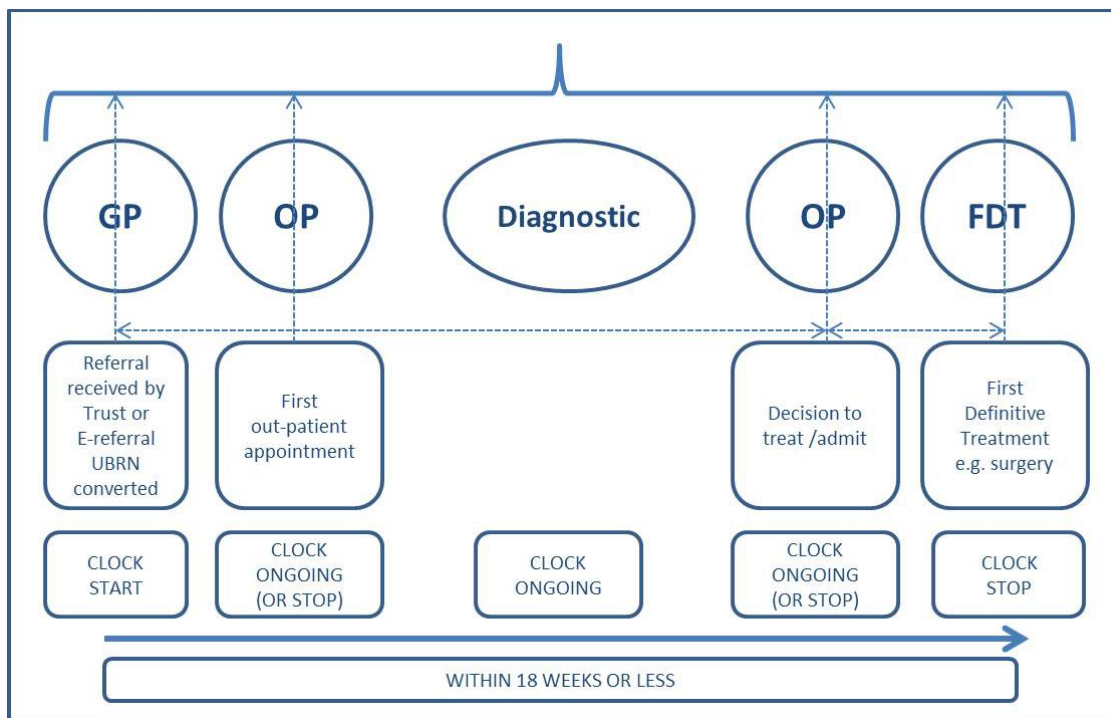 GP
OP
Diagnostic
OP
FDT
Referral
received by
Trust or
E-referral
UBRN
converted
First
out-patient
appointment
Decision to
treat /admit
First
Definitive
Treatment
e.g. surgery
CLOCK
START
CLOCK
ONGOING
(OR STOP)
CLOCK
ONGOING
CLOCK
ONGOING
(OR STOP)
CLOCK
STOP
WITHIN 18 WEEKS OR LESS